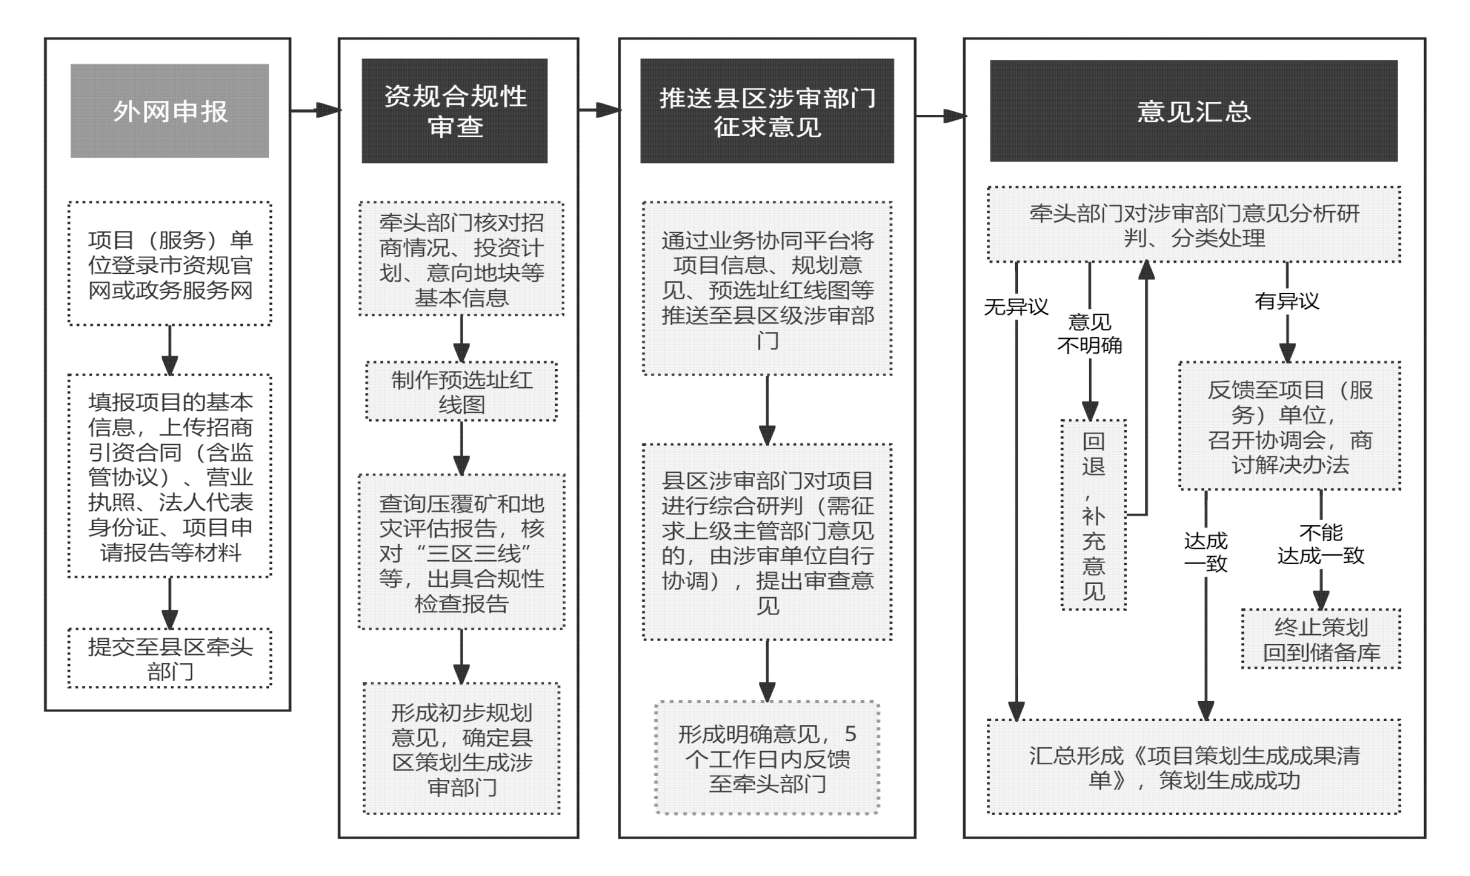 外网申报
项目（服务）单
位登录市资规官
网或政务服务网
填报项目的基本
信息，上传招商
引资合同（含监
管协议）、营业
执照、法人代表
身份证、项目申
请报告等材料
提交至县区牵头
部门
资规合规性
审查
牵头部门核对招
商情况、投资计
划、意向地块等
基本信息
制作预选址红
线图
查询压覆矿和地
灾评估报告，核
对“三区三线”
等，出具合规性
检查报告
形成初步规划
意见，确定县
区策划生成涉
审部门
推送县区涉审部门
征求意见
通过业务协同平台将
项目信息、规划意
见、预选址红线图等
推送至县区级涉审部
门
县区涉审部门对项目
进行综合研判（需征
求上级主管部门意见
的，由涉审单位自行
协调），提出审查意
见
形成明确意见，5
个工作日内反馈
至牵头部门
意见汇总
牵头部门对涉审部门意见分析研
判、分类处理
无异议
意见
不明确
有异议
回
退
，
补
充
意
见
反馈至项目（服
务）单位，
召开协调会，商
讨解决办法
达成
一致
不能
达成一致
终止策划
回到储备库
汇总形成《项目策划生成成果清
单》，策划生成成功